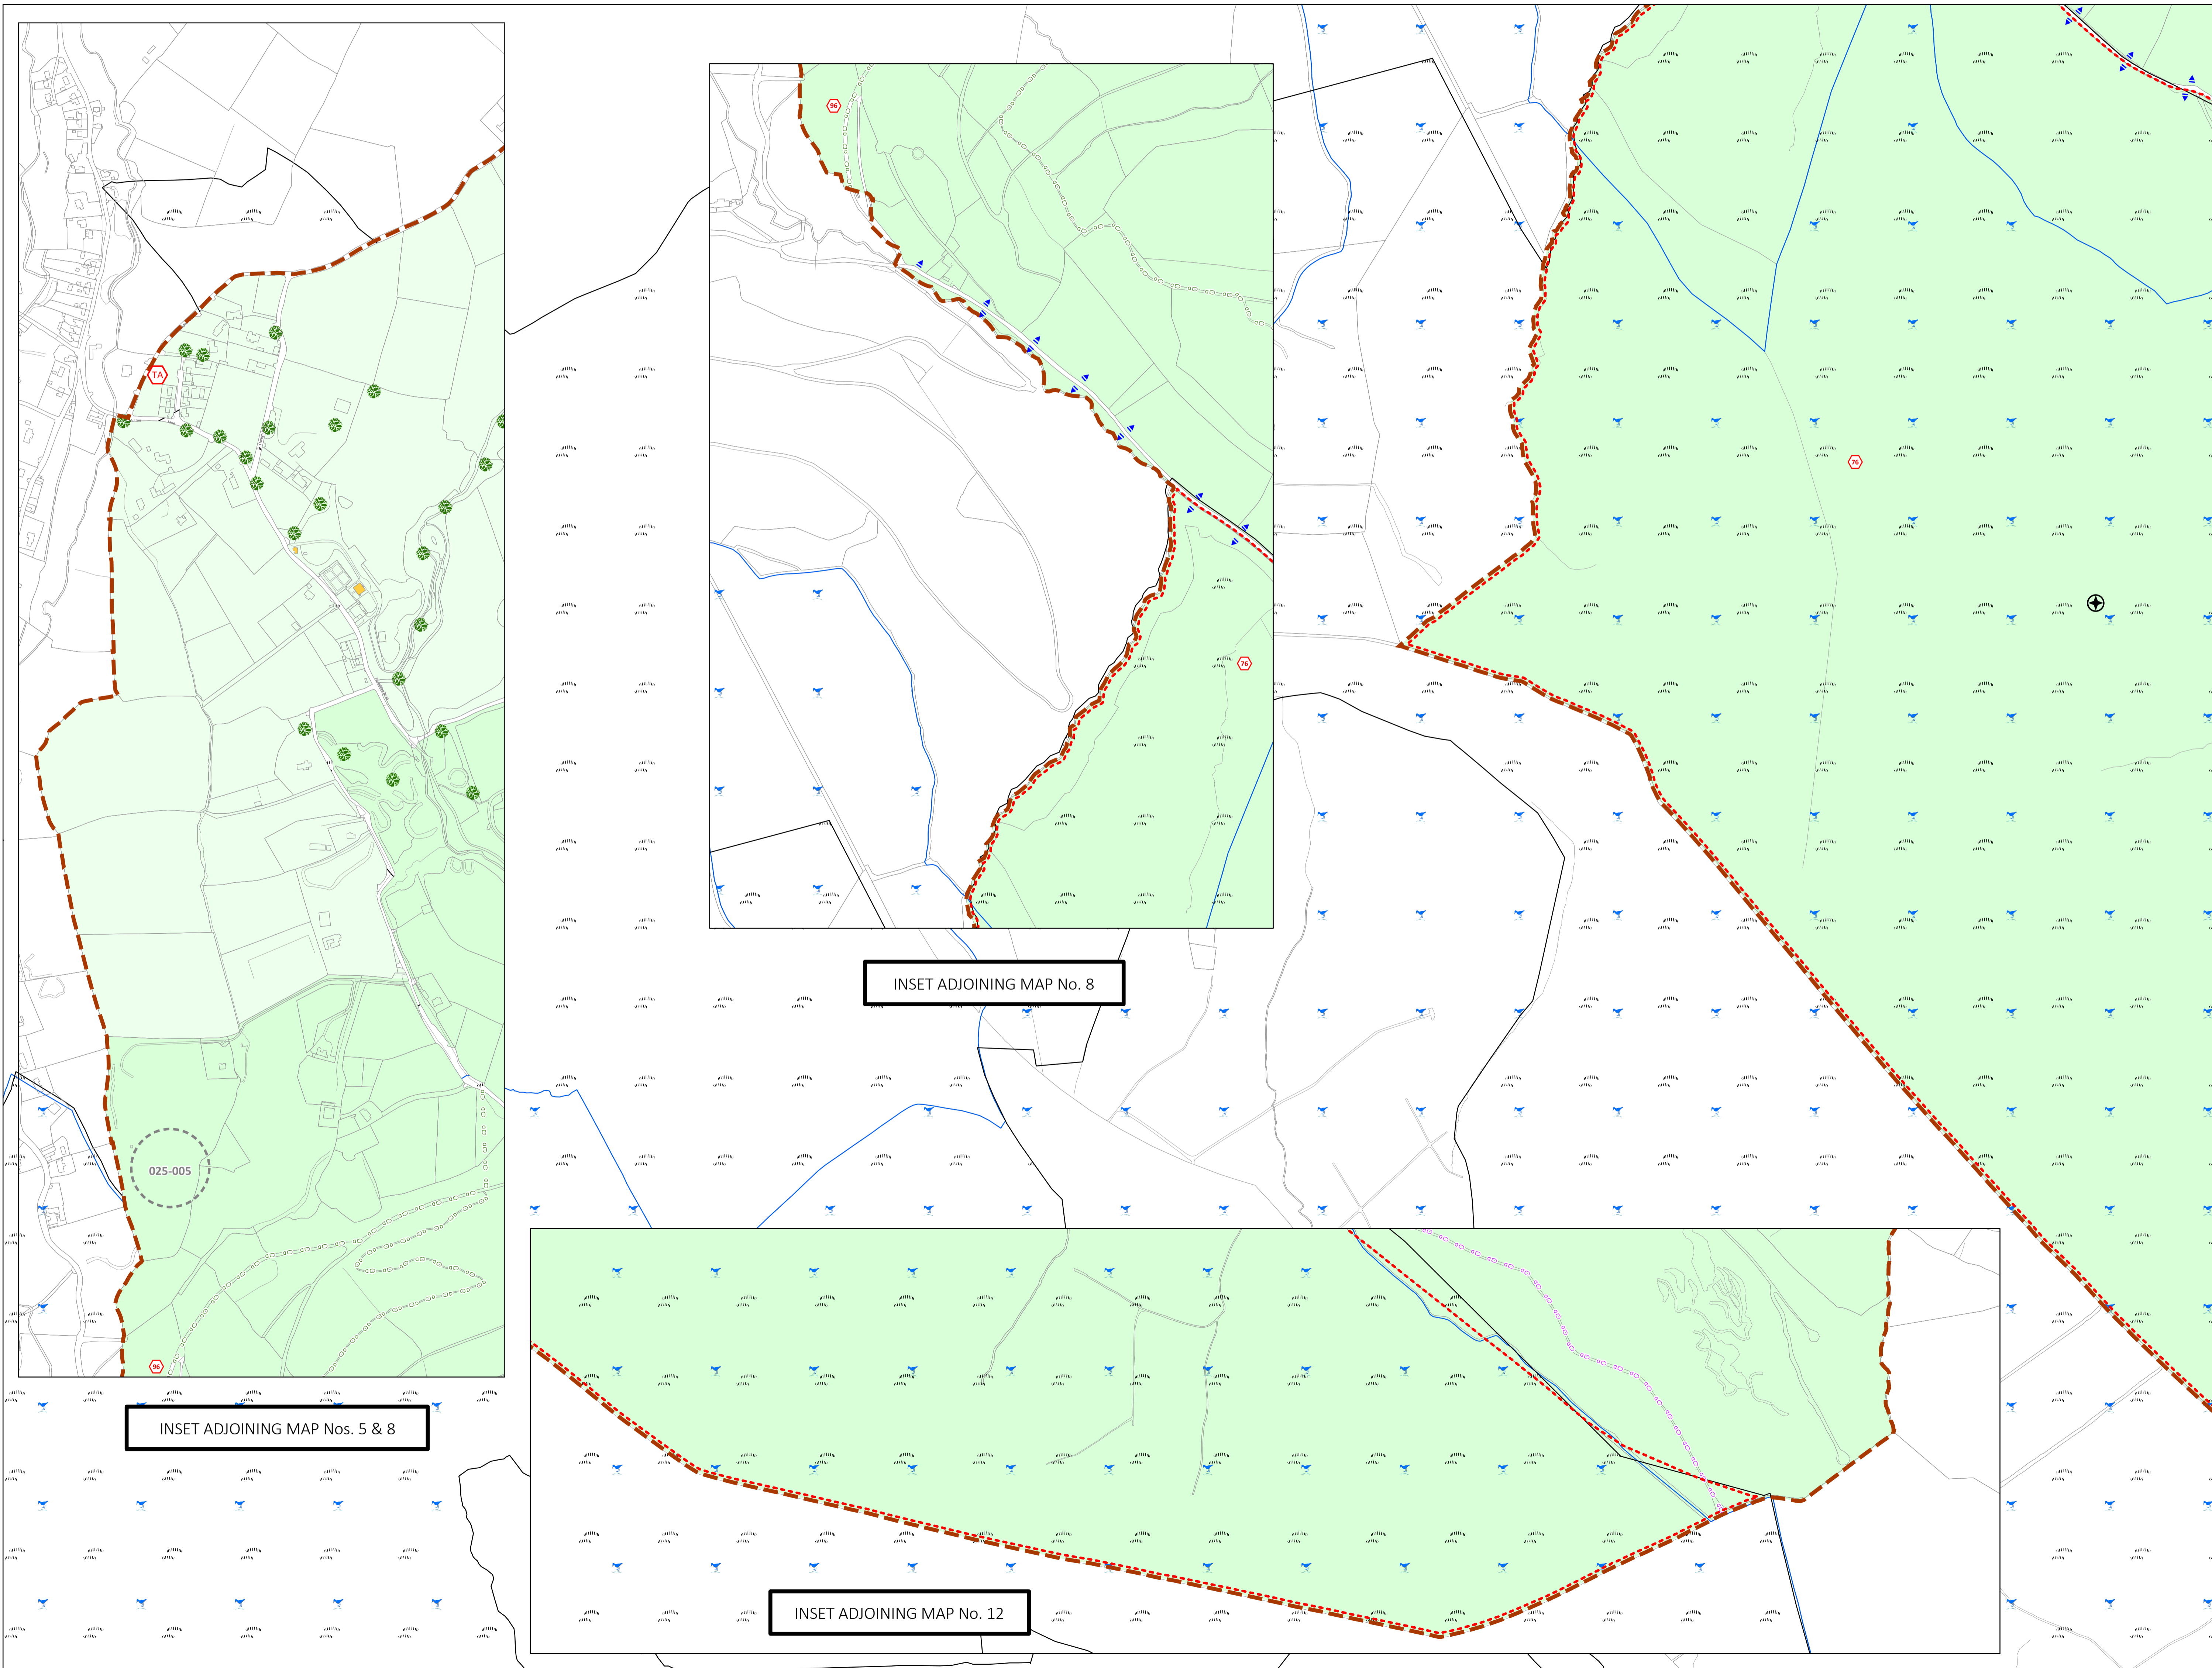 96
76
TA
76
INSET ADJOINING MAP No. 8
025-005
96
INSET ADJOINING MAP Nos. 5 & 8
INSET ADJOINING MAP No. 12